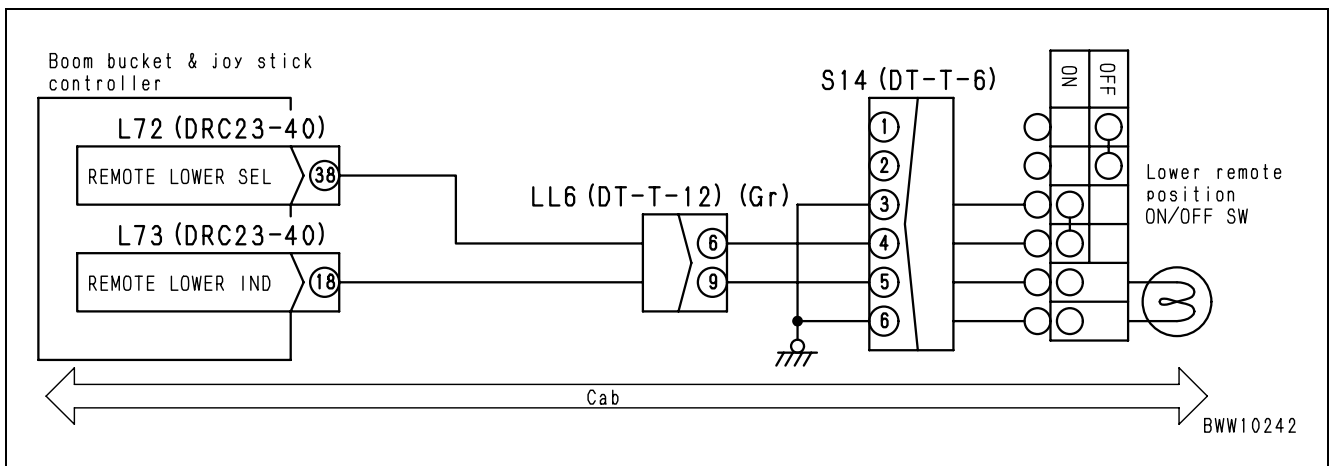 Boom bucket & joy stick
controller
L72 (DRC23-40)
REMOTE LOWER SEL
38
L73 (DRC23-40)
REMOTE LOWER IND
18
LL6 (DT-T-12) (Gr)
6
9
S14 (DT-T-6)
1
2
3
4
5
6
ON
OFF
Lower remote
position
ON/OFF SW
Cab
BWW10242